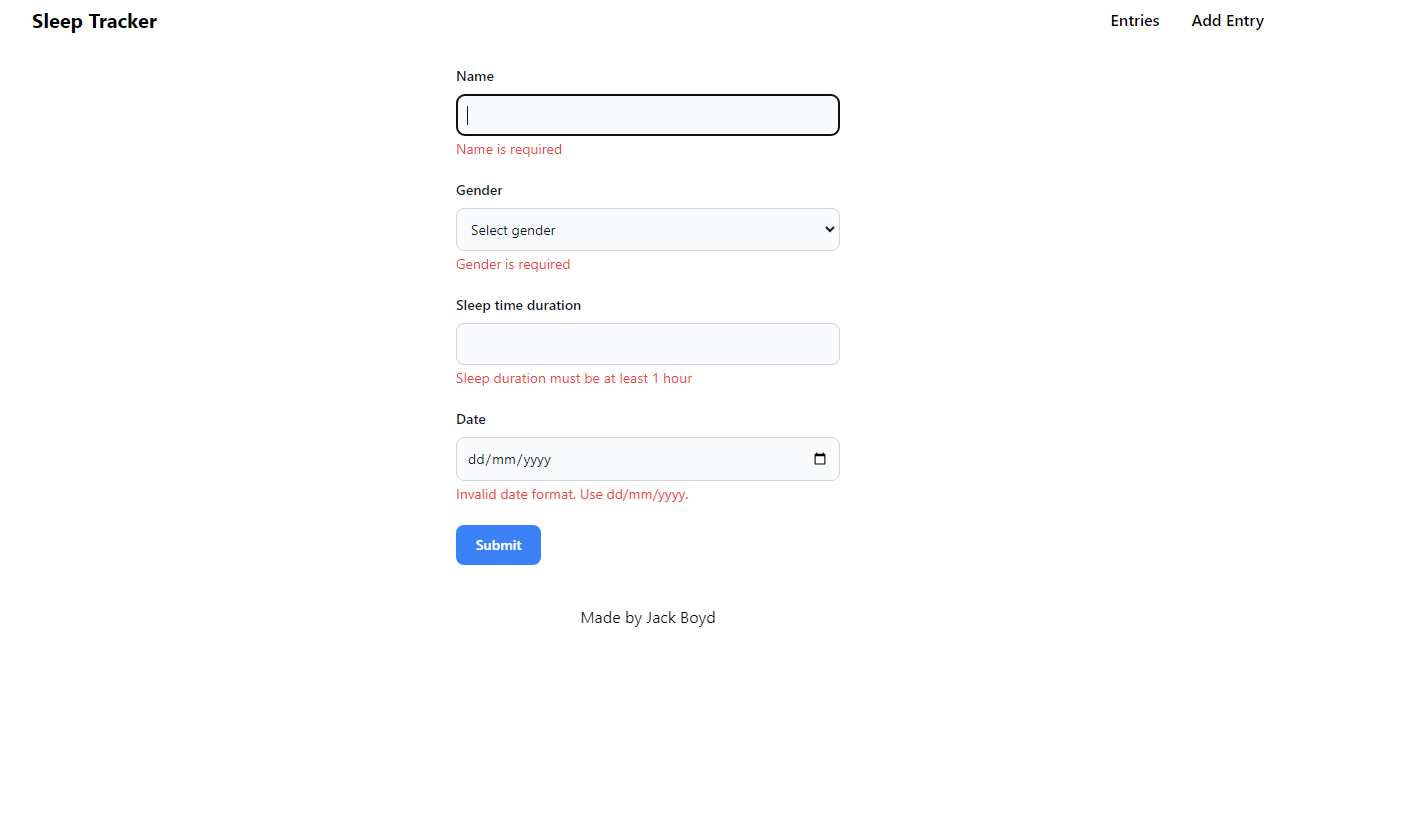 Sleep Tracker
Entries
Add Entry
Name
Name is required
Gender
Select gender
Gender is required
Sleep time duration
Sleep duration must be at least 1 hour
Date
dd/mm/yyyy
Invalid date format. Use dd/mm/yyyy.
Submit
Made by Jack Boyd